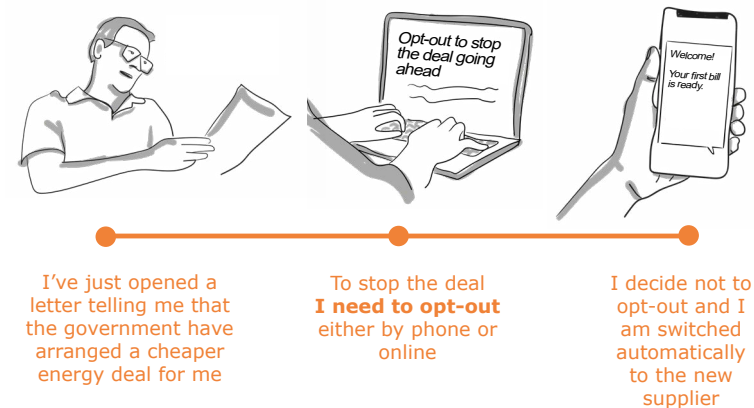 Opt-out to stop
the deal going
ahead
Welcome!
Your first bill
is ready.
I've just opened a
letter telling me that
the government have
arranged a cheaper
energy deal for me
To stop the deal
I need to opt-out
either by phone or
online
I decide not to
opt-out and I
am switched
automatically
to the new
supplier